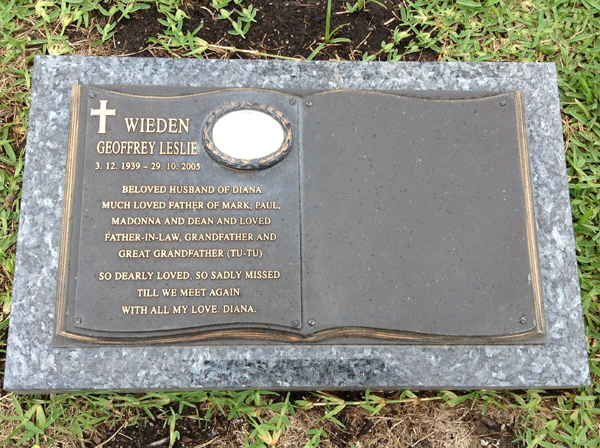 WIEDEN
GEOFFREY LESLIE
3. 12. 1939 – 29. 10. 2005
BELOVED HUSBAND OF DIANA
MUCH LOVED FATHER OF MARK, PAUL,
MADONNA AND DEAN AND LOVED
FATHER-IN-LAW, GRANDFATHER AND
GREAT GRANDFATHER (TU-TU)
SO DEARLY LOVED, SO SADLY MISSED
TILL WE MEET AGAIN
WITH ALL MY LOVE. DIANA.